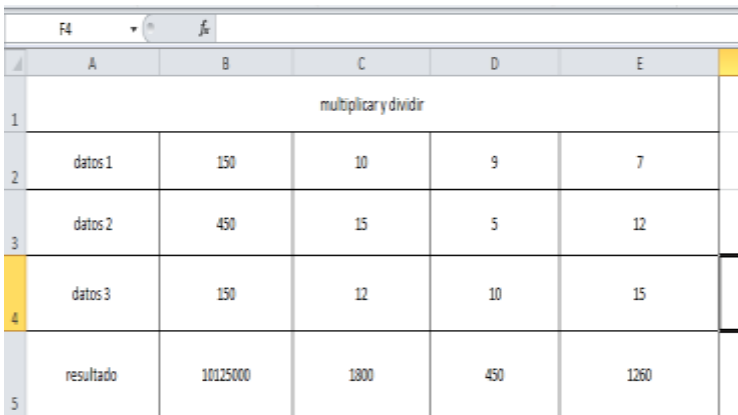 F4 fx
A B C D E
1 multiplicar y dividir
2 datos 1 150 10 9 7
3 datos 2 450 15 5 12
4 datos 3 150 12 10 15
5 resultado 10125000 1800 450 1260